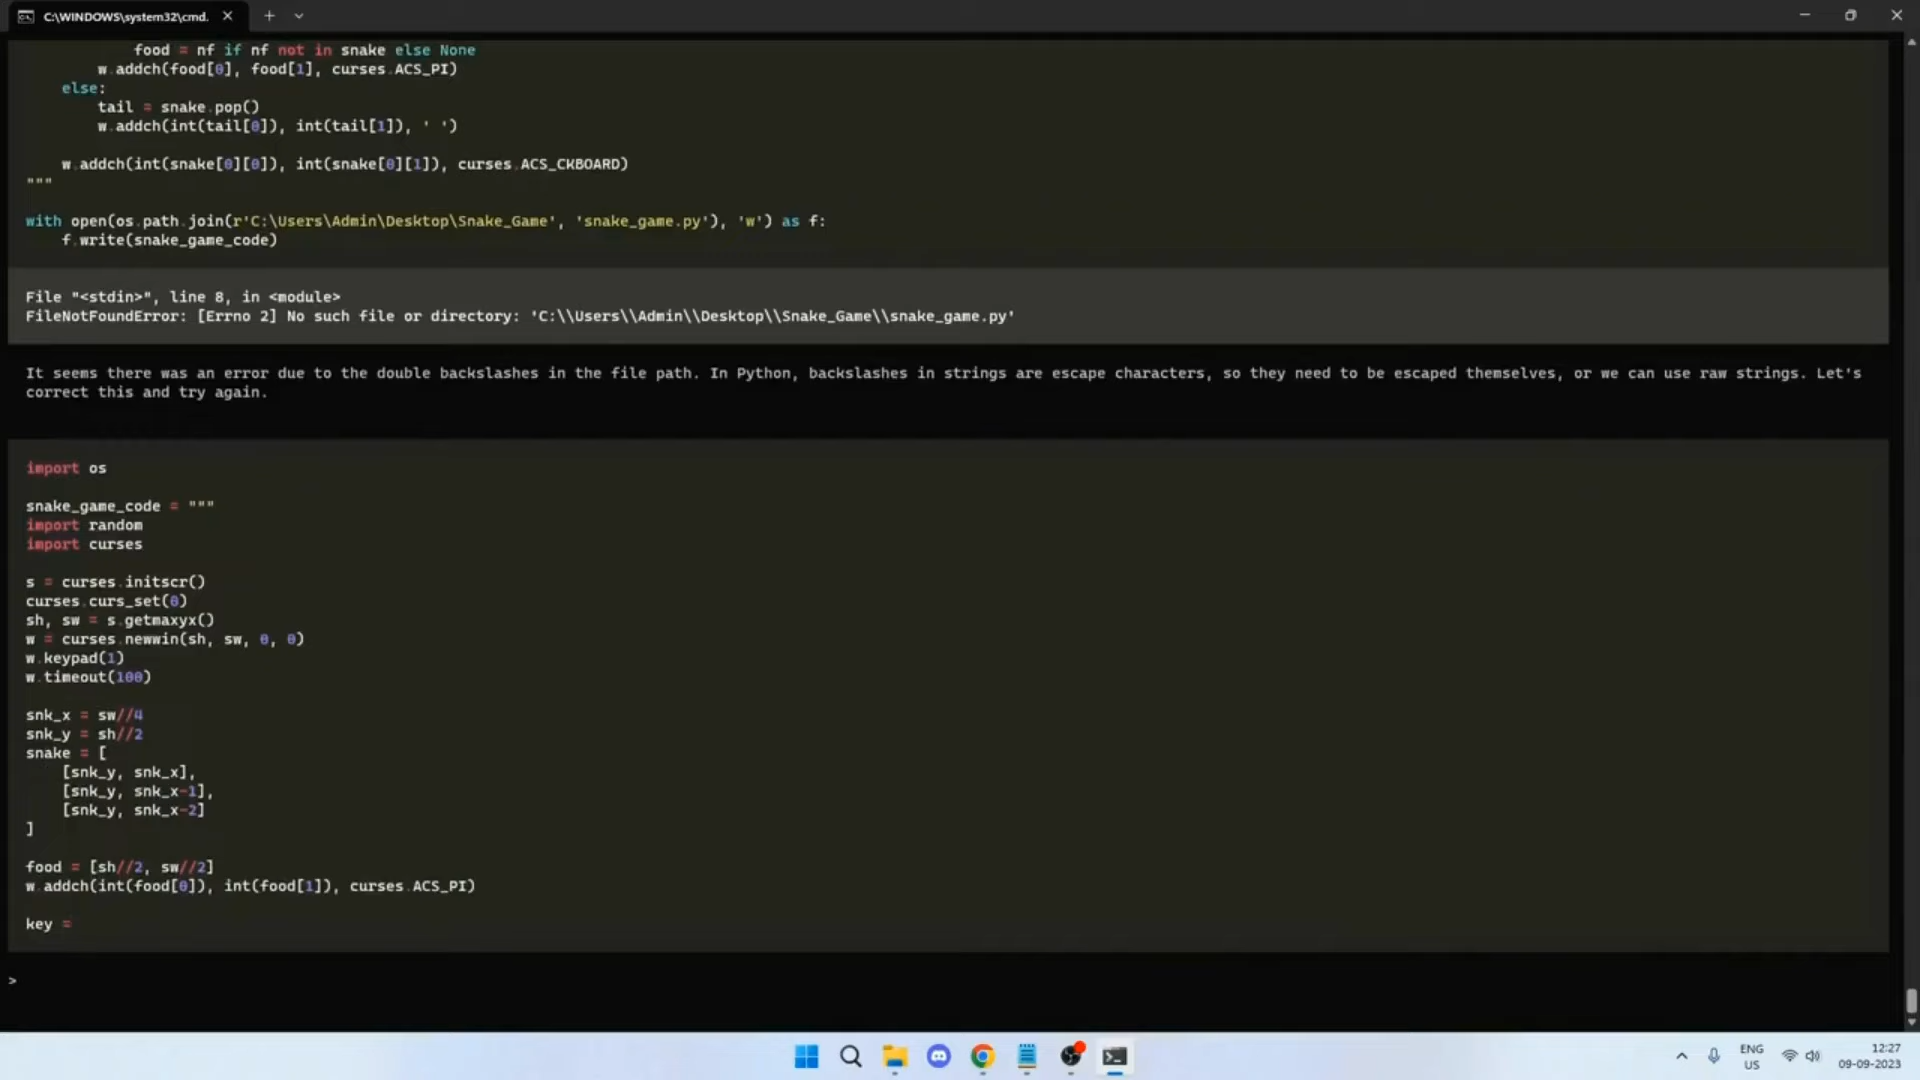 C:\WINDOWS\system32\cmd.
food = nf if nf not in snake else None
w.addch(food[0], food[1], curses.ACS_PI)
else:
tail = snake.pop()
w.addch(int(tail[0]), int(tail[1]), ' ')
w.addch(int(snake[0][0]), int(snake[0][1]), curses.ACS_CKBOARD)
"""
with open(os.path.join(r'C:\Users\Admin\Desktop\Snake_Game', 'snake_game.py'), 'w') as f:
f.write(snake_game_code)
File "<stdin>", line 8, in <module>
FileNotFoundError: [Errno 2] No such file or directory: 'C:\\Users\\Admin\\Desktop\\Snake_Game\\snake_game.py'
It seems there was an error due to the double backslashes in the file path. In Python, backslashes in strings are escape characters, so they need to be escaped themselves, or we can use raw strings. Let's
correct this and try again.
import os
snake_game_code = """
import random
import curses
s = curses.initscr()
curses.curs_set(0)
sh, sw = s.getmaxyx()
w = curses.newwin(sh, sw, 0, 0)
w.keypad(1)
w.timeout(100)
snk_x = sw//4
snk_y = sh//2
snake = [
[snk_y, snk_x],
[snk_y, snk_x-1],
[snk_y, snk_x-2]
]
food = [sh//2, sw//2]
w.addch(int(food[0]), int(food[1]), curses.ACS_PI)
key =
>
ENG
US
12:27
09-09-2023